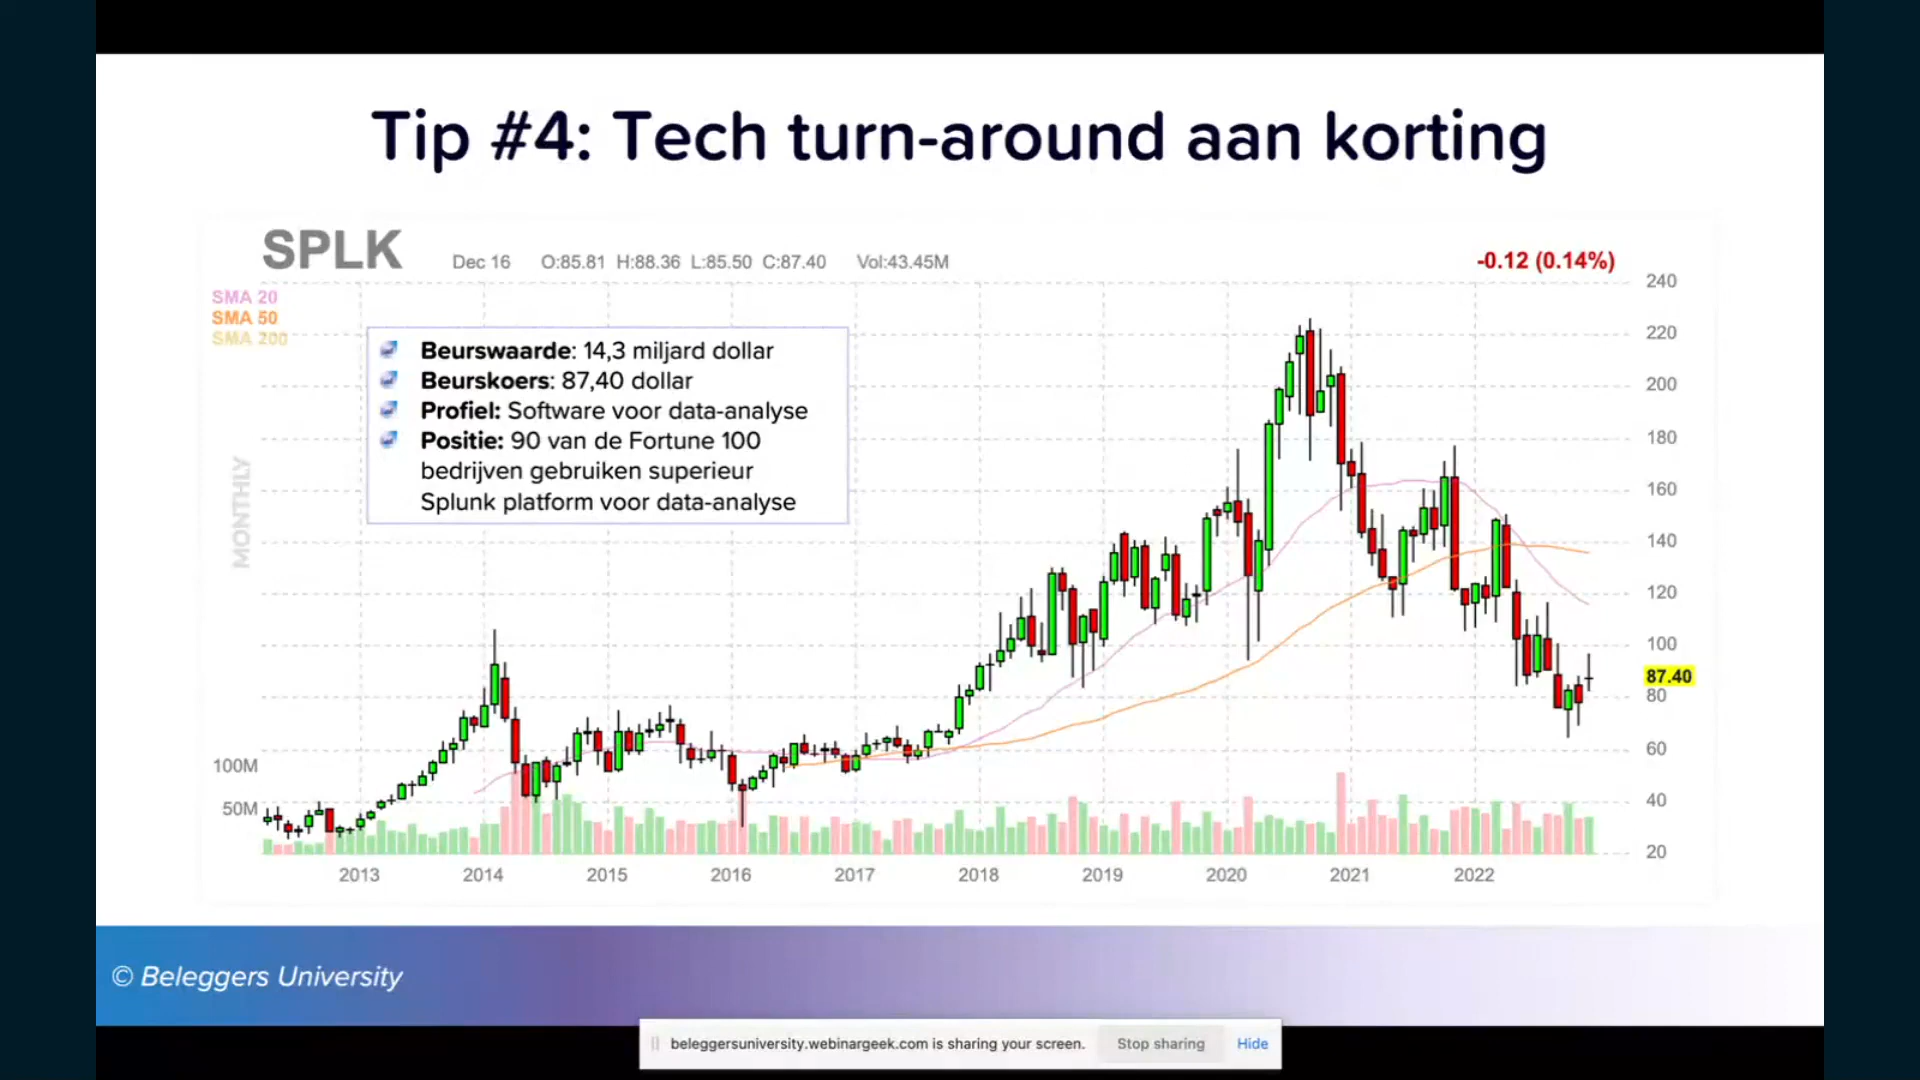 Tip #4: Tech turn-around aan korting
SPLK
Dec 16 O:85.81 H:88.36 L:85.50 C:87.40 Vol:43.45M
-0.12 (0.14%)
SMA 20
SMA 50
SMA 200
MONTHLY
Beurswaarde: 14,3 miljard dollar
Beurskoers: 87,40 dollar
Profiel: Software voor data-analyse
Positie: 90 van de Fortune 100
bedrijven gebruiken superieur
Splunk platform voor data-analyse
240
220
200
180
160
140
120
100
87.40
80
60
40
20
100M
50M
2013 2014 2015 2016 2017 2018 2019 2020 2021 2022
© Beleggers University
beleggersuniversity.webinargeek.com is sharing your screen. Stop sharing Hide